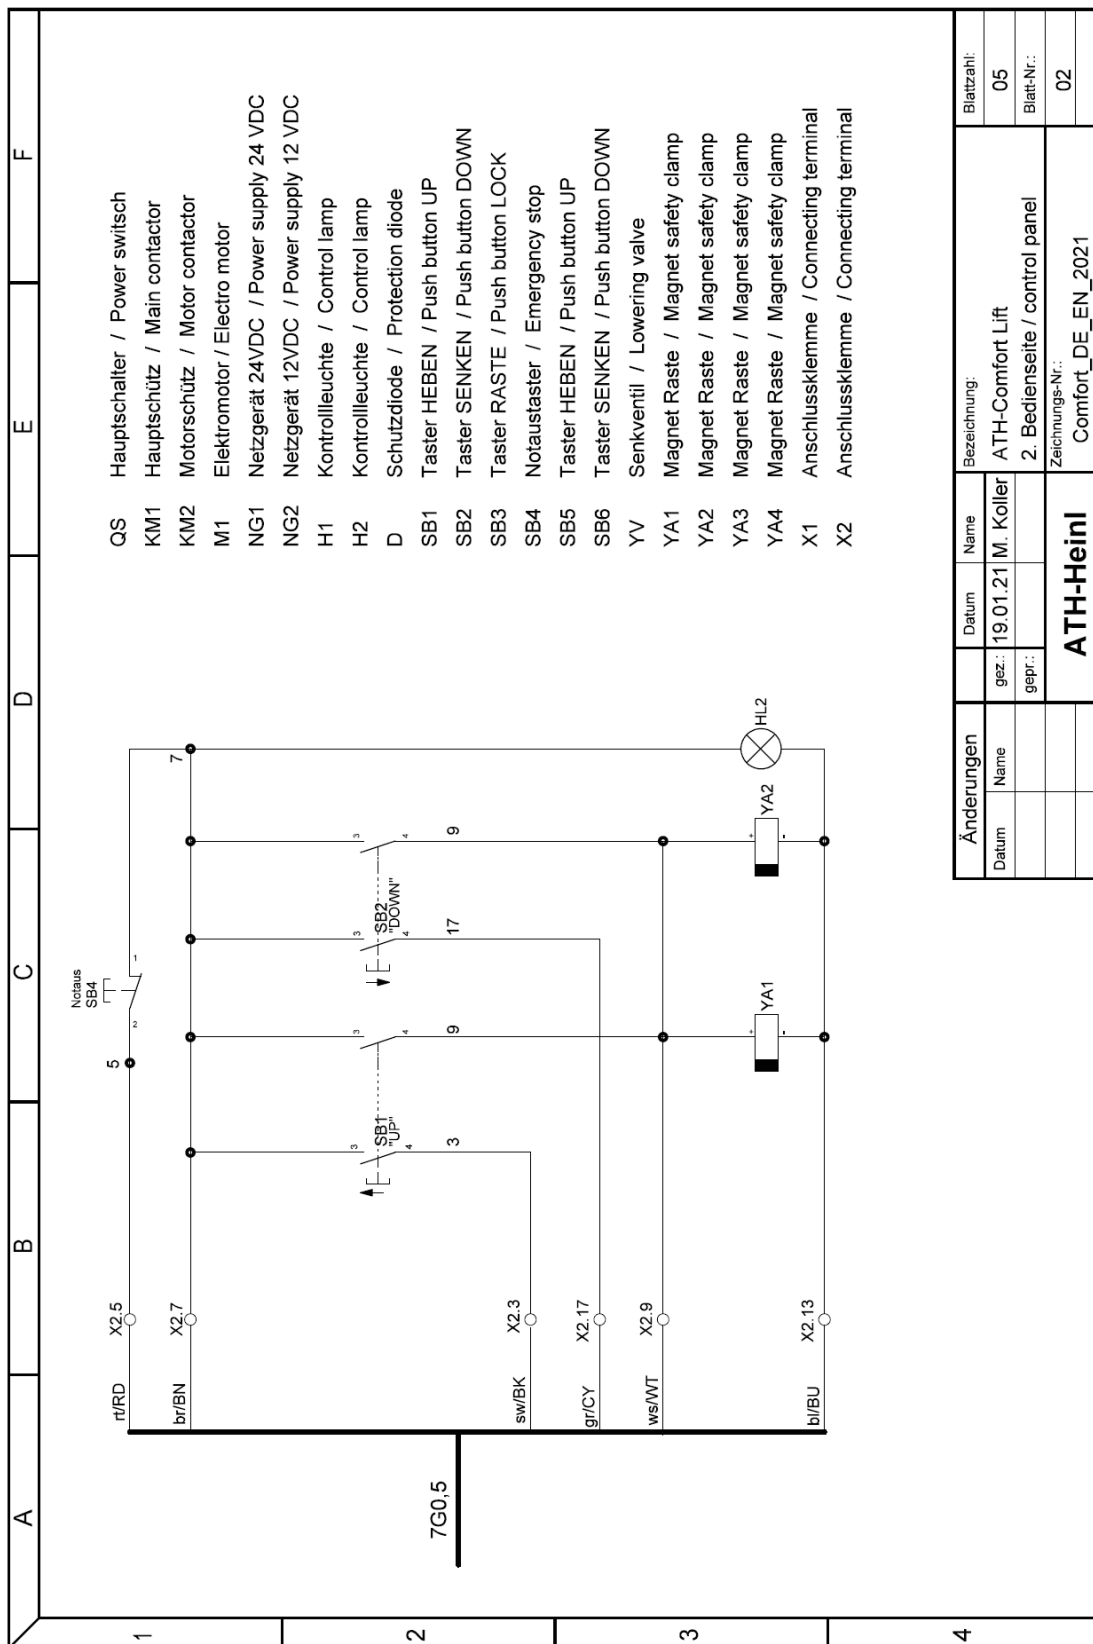 A
B
C
D
E
F
1
2
3
4
Notaus
SB4
1
2
5
7
rt/RD
X2.5
br/BN
X2.7
3
4
SB1
"UP"
3
3
4
9
3
4
SB2
"DOWN"
17
3
4
9
7G0,5
sw/BK
X2.3
gr/CY
X2.17
ws/WT
X2.9
bl/BU
X2.13
+
YA1
-
+
YA2
-
HL2
QS Hauptschalter / Power switsch
KM1 Hauptschütz / Main contactor
KM2 Motorschütz / Motor contactor
M1 Elektromotor / Electro motor
NG1 Netzgerät 24VDC / Power supply 24 VDC
NG2 Netzgerät 12VDC / Power supply 12 VDC
H1 Kontrollleuchte / Control lamp
H2 Kontrollleuchte / Control lamp
D Schutzdiode / Protection diode
SB1 Taster HEBEN / Push button UP
SB2 Taster SENKEN / Push button DOWN
SB3 Taster RASTE / Push button LOCK
SB4 Notaustaster / Emergency stop
SB5 Taster HEBEN / Push button UP
SB6 Taster SENKEN / Push button DOWN
YV Senkventil / Lowering valve
YA1 Magnet Raste / Magnet safety clamp
YA2 Magnet Raste / Magnet safety clamp
YA3 Magnet Raste / Magnet safety clamp
YA4 Magnet Raste / Magnet safety clamp
X1 Anschlussklemme / Connecting terminal
X2 Anschlussklemme / Connecting terminal
Änderungen
Datum Name
Datum Name
gez.: 19.01.21 M. Koller
gepr.:
ATH-Heinl
Bezeichnung:
ATH-Comfort Lift
2. Bedienseite / control panel
Zeichnungs-Nr.:
Comfort_DE_EN_2021
Blattzahl:
05
Blatt-Nr.:
02